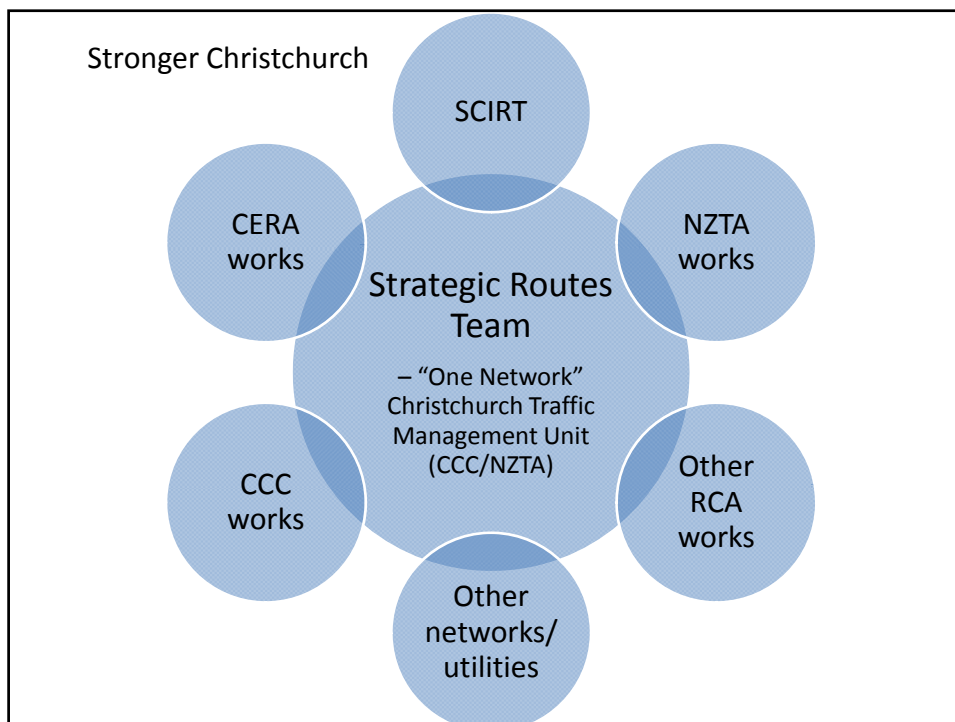 Stronger Christchurch
SCIRT
CERA
works
NZTA
works
Strategic Routes
Team
– “One Network”
Christchurch Traffic
Management Unit
(CCC/NZTA)
CCC
works
Other
RCA
works
Other
networks/
utilities